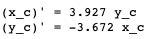 (x_c)' = 3.927 y_c
(y_c)' = -3.672 x_c